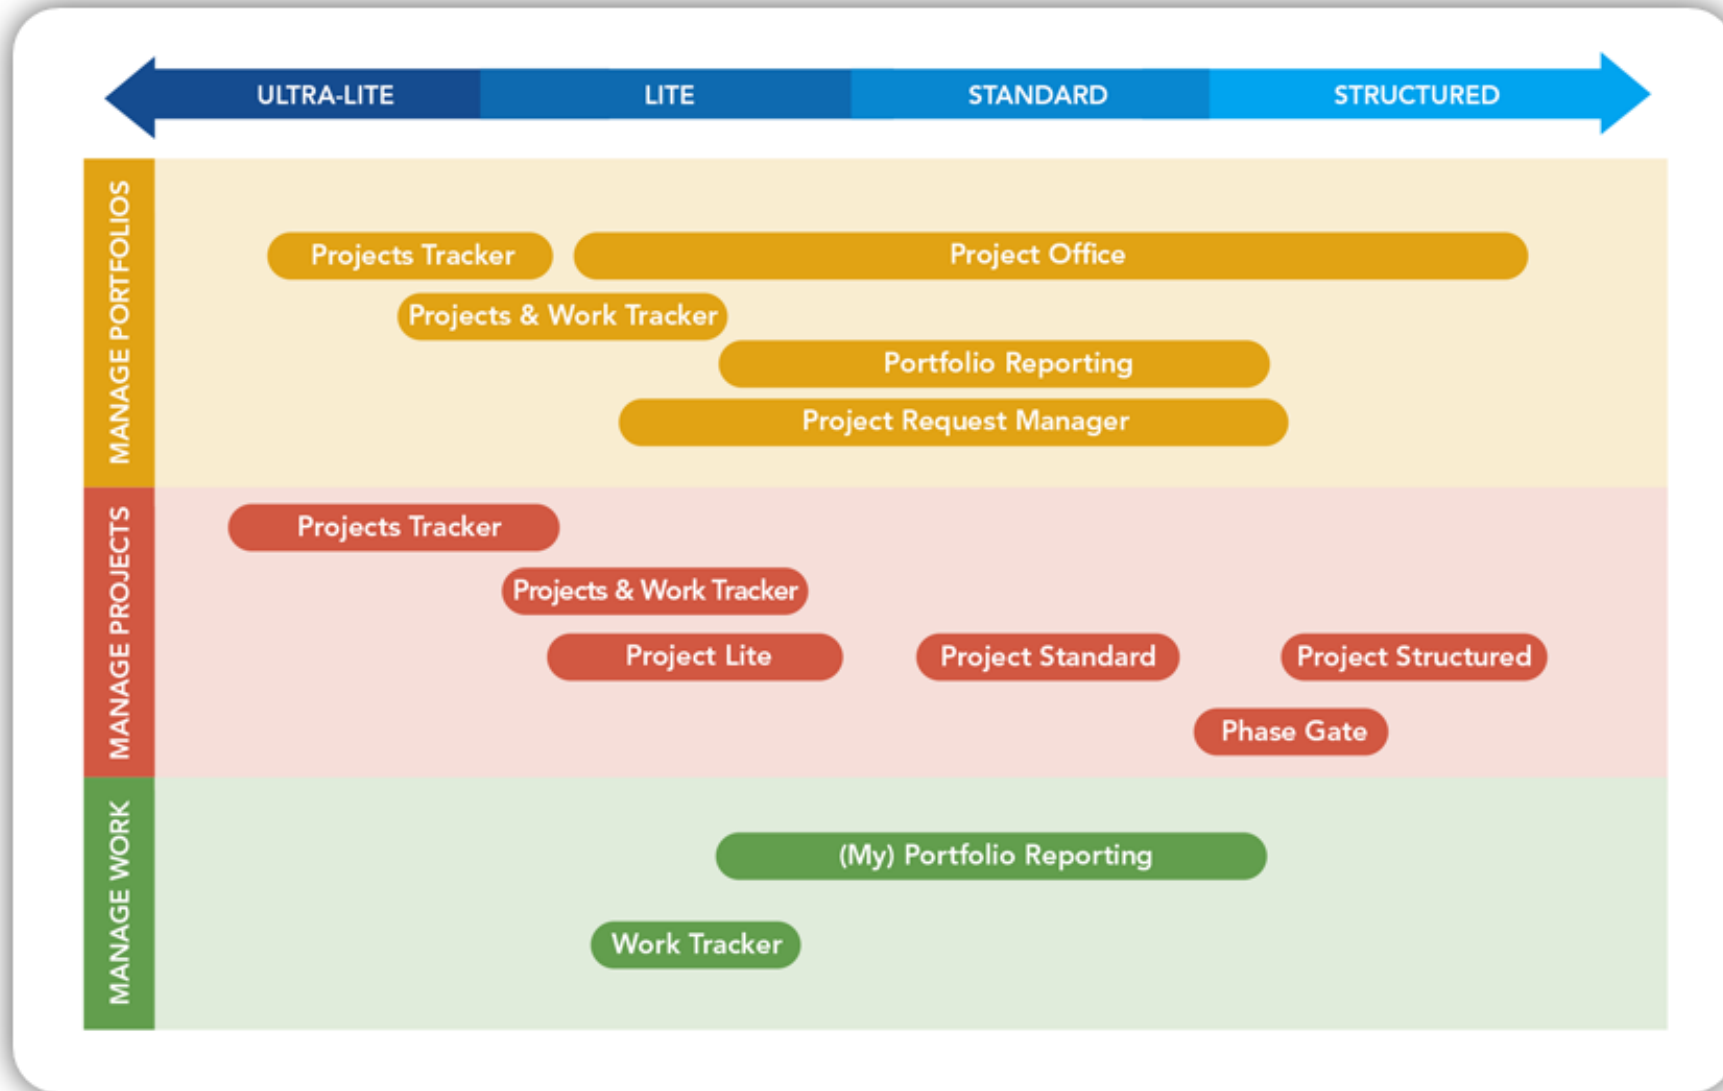 ULTRA-LITE
LITE
STANDARD
STRUCTURED
MANAGE PORTFOLIOS
Projects Tracker
Project Office
Projects & Work Tracker
Portfolio Reporting
Project Request Manager
MANAGE PROJECTS
Projects Tracker
Projects & Work Tracker
Project Lite
Project Standard
Project Structured
Phase Gate
MANAGE WORK
(My) Portfolio Reporting
Work Tracker